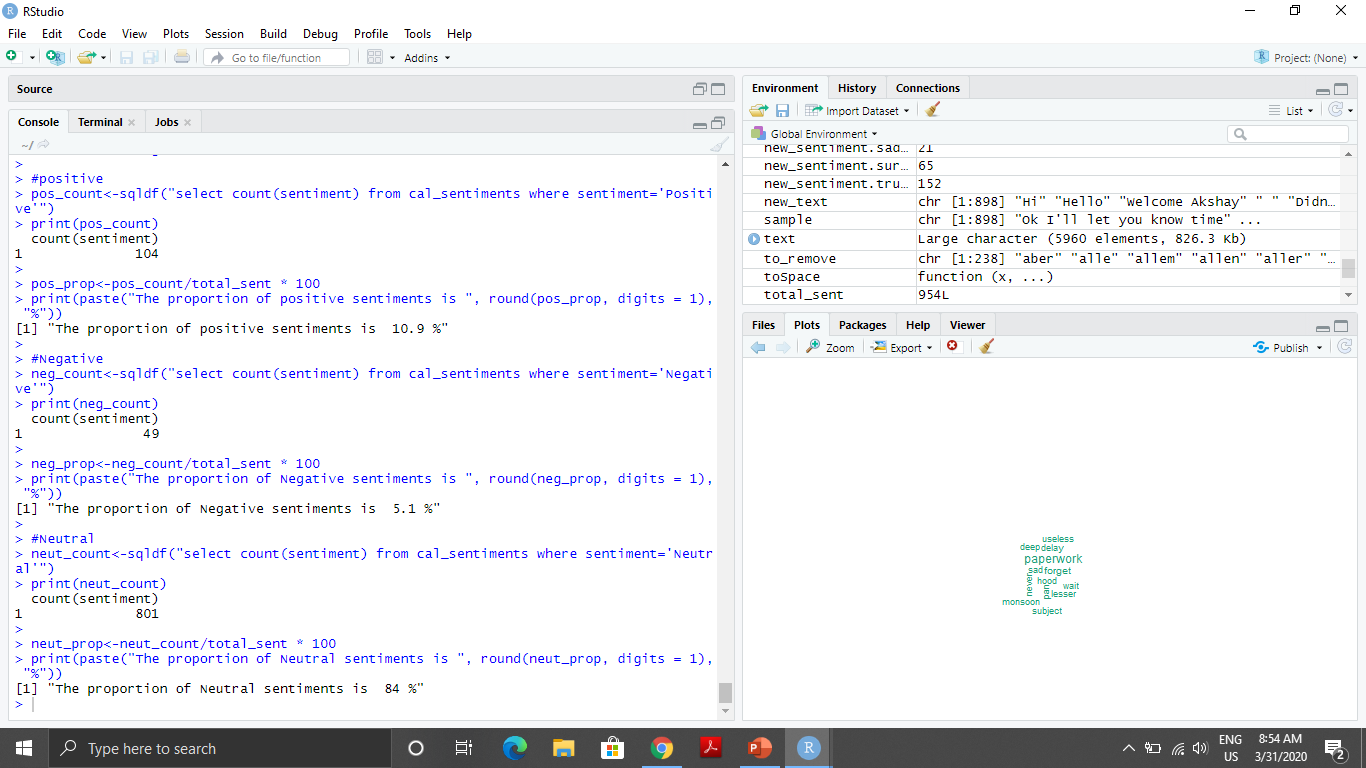 RStudio
File Edit Code View Plots Session Build Debug Profile Tools Help
Go to file/function Addins Project: (None)
Source
Console Terminal Jobs
~/
>
> #positive
> pos_count<-sqldf("select count(sentiment) from cal_sentiments where sentiment='Positi
ve'")
> print(pos_count)
count(sentiment)
1 104
>
> pos_prop<-pos_count/total_sent * 100
> print(paste("The proportion of positive sentiments is ", round(pos_prop, digits = 1),
"%"))
[1] "The proportion of positive sentiments is  10.9 %"
>
> #Negative
> neg_count<-sqldf("select count(sentiment) from cal_sentiments where sentiment='Negati
ve'")
> print(neg_count)
count(sentiment)
1 49
>
> neg_prop<-neg_count/total_sent * 100
> print(paste("The proportion of Negative sentiments is ", round(neg_prop, digits = 1),
"%"))
[1] "The proportion of Negative sentiments is  5.1 %"
>
> #Neutral
> neut_count<-sqldf("select count(sentiment) from cal_sentiments where sentiment='Neutr
al'")
> print(neut_count)
count(sentiment)
1 801
>
> neut_prop<-neut_count/total_sent * 100
> print(paste("The proportion of Neutral sentiments is ", round(neut_prop, digits = 1),
"%"))
[1] "The proportion of Neutral sentiments is  84 %"
>
Environment History Connections
Import Dataset List
Global Environment
new_sentiment.sad… 21
new_sentiment.sur… 65
new_sentiment.tru… 152
new_text chr [1:898] "Hi" "Hello" "Welcome Akshay" " " "Didn…
sample chr [1:898] "Ok I'll let you know time" ...
text Large character (5960 elements, 826.3 Kb)
to_remove chr [1:238] "aber" "alle" "allem" "allen" "aller" "…
toSpace function (x, ...)
total_sent 954L
Files Plots Packages Help Viewer
Zoom Export Publish
useless
deep delay
paperwork
sad forget
never hood wait
pan lesser
monsoon
subject
Type here to search
ENG 8:54 AM
US 3/31/2020 2